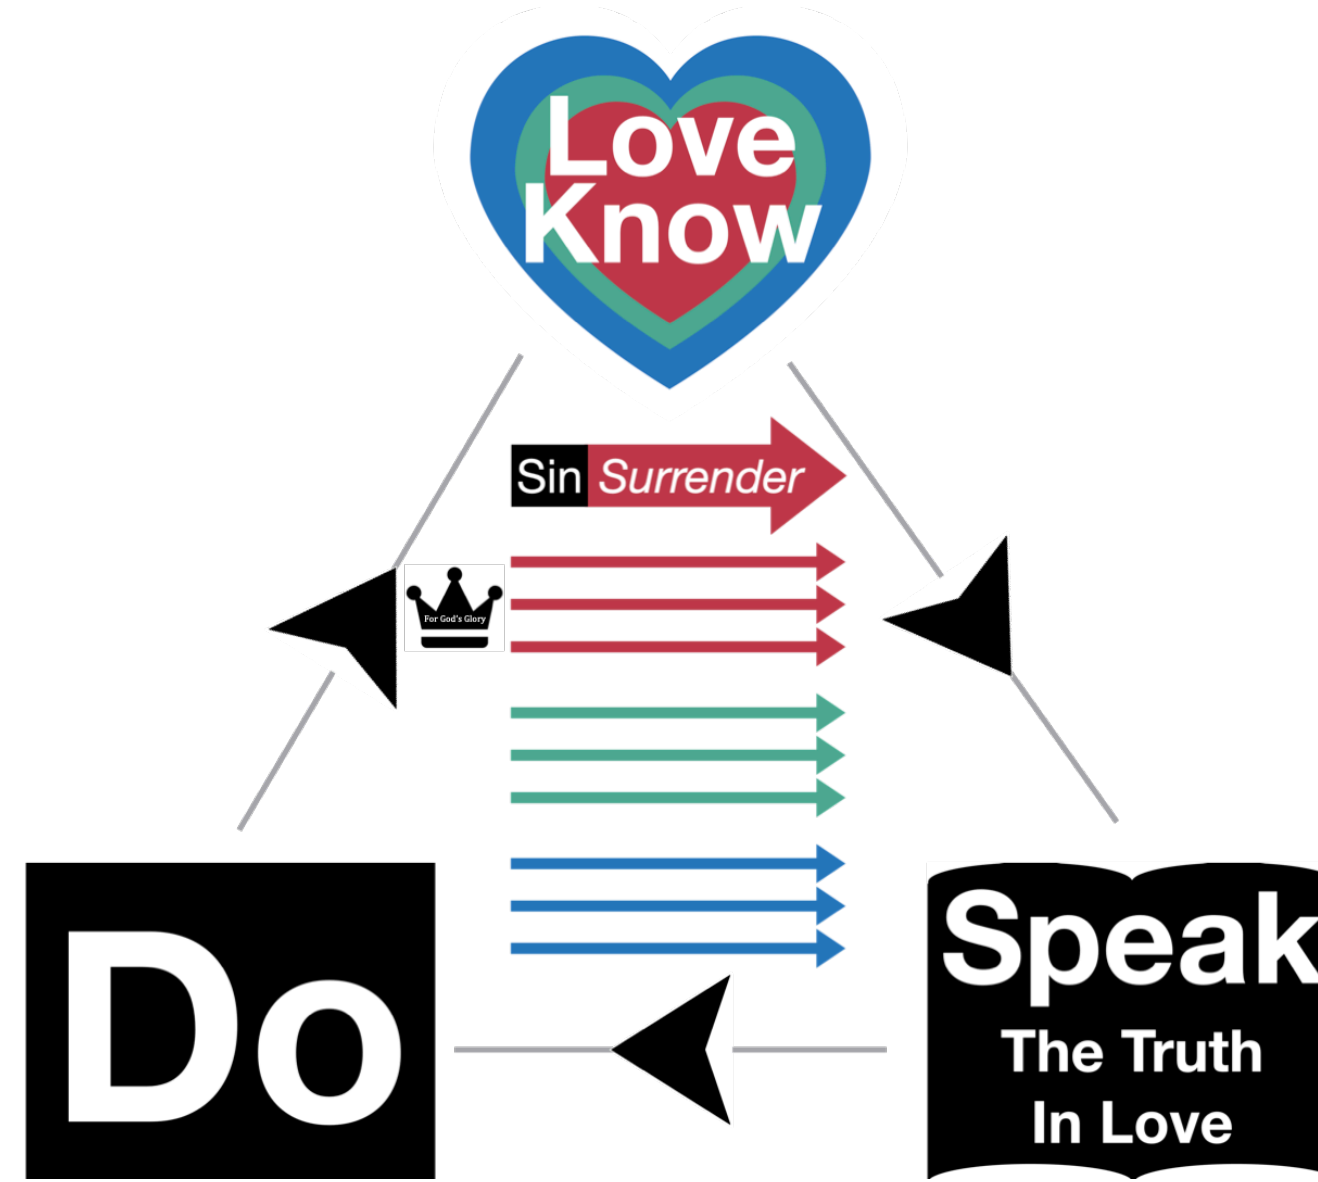 Love
Know
Sin Surrender
For God's Glory
Do
Speak
The Truth
In Love